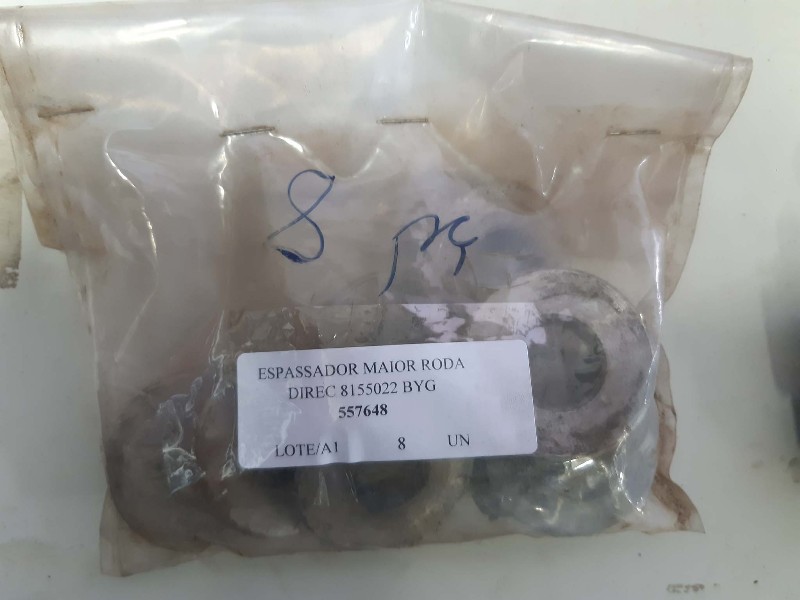 8 pç
ESPASSADOR MAIOR RODA
DIREC 8155022 BYG
557648
LOTE/A1 8 UN